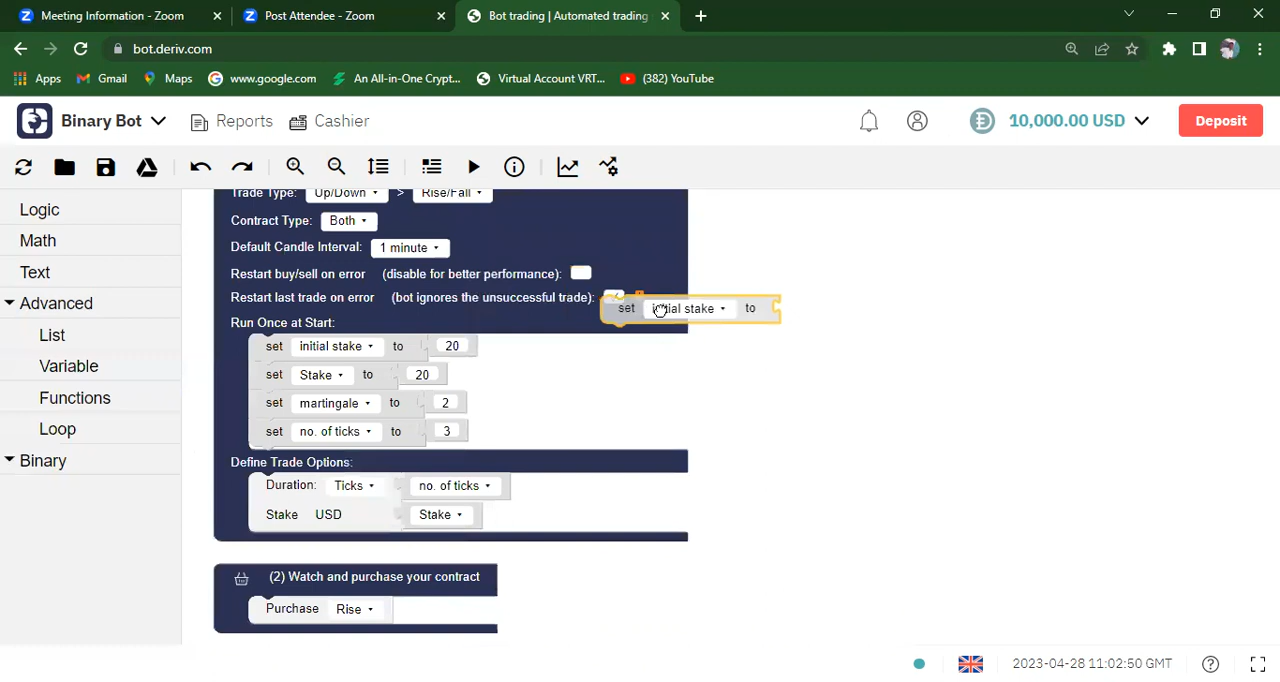 Meeting Information - Zoom
Post Attendee - Zoom
Bot trading | Automated trading
bot.deriv.com
Apps Gmail Maps www.google.com An All-in-One Crypt... Virtual Account VRT... (382) YouTube
Binary Bot Reports Cashier 10,000.00 USD Deposit
Logic
Math
Text
Advanced
List
Variable
Functions
Loop
Binary
Trade Type: Up/Down > Rise/Fall
Contract Type: Both
Default Candle Interval: 1 minute
Restart buy/sell on error (disable for better performance):
Restart last trade on error (bot ignores the unsuccessful trade):
set initial stake to
Run Once at Start:
set initial stake to 20
set Stake to 20
set martingale to 2
set no. of ticks to 3
Define Trade Options:
Duration: Ticks no. of ticks
Stake USD Stake
(2) Watch and purchase your contract
Purchase Rise
2023-04-28 11:02:50 GMT